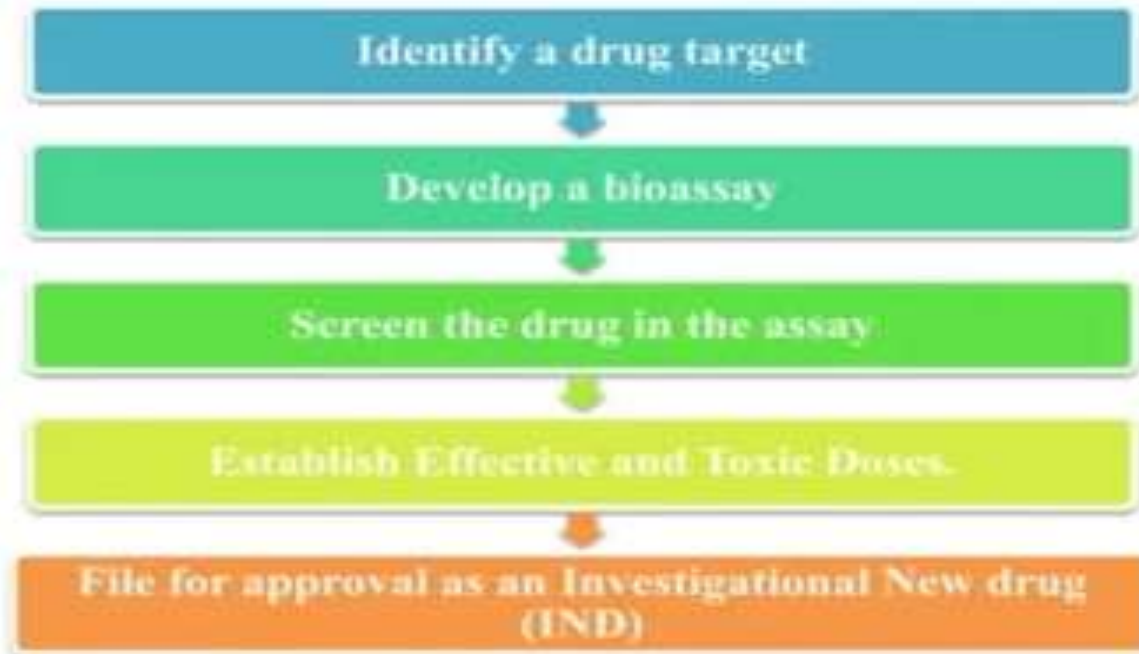 Identify a drug target
Develop a bioassay
Screen the drug in the assay
Establish Effective and Toxic Doses.
File for approval as an Investigational New drug
(IND)